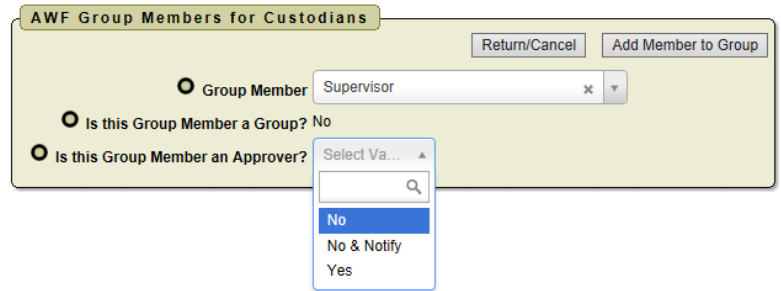 AWF Group Members for Custodians
Return/Cancel Add Member to Group
Group Member Supervisor
Is this Group Member a Group? No
Is this Group Member an Approver? Select Va...
No
No & Notify
Yes